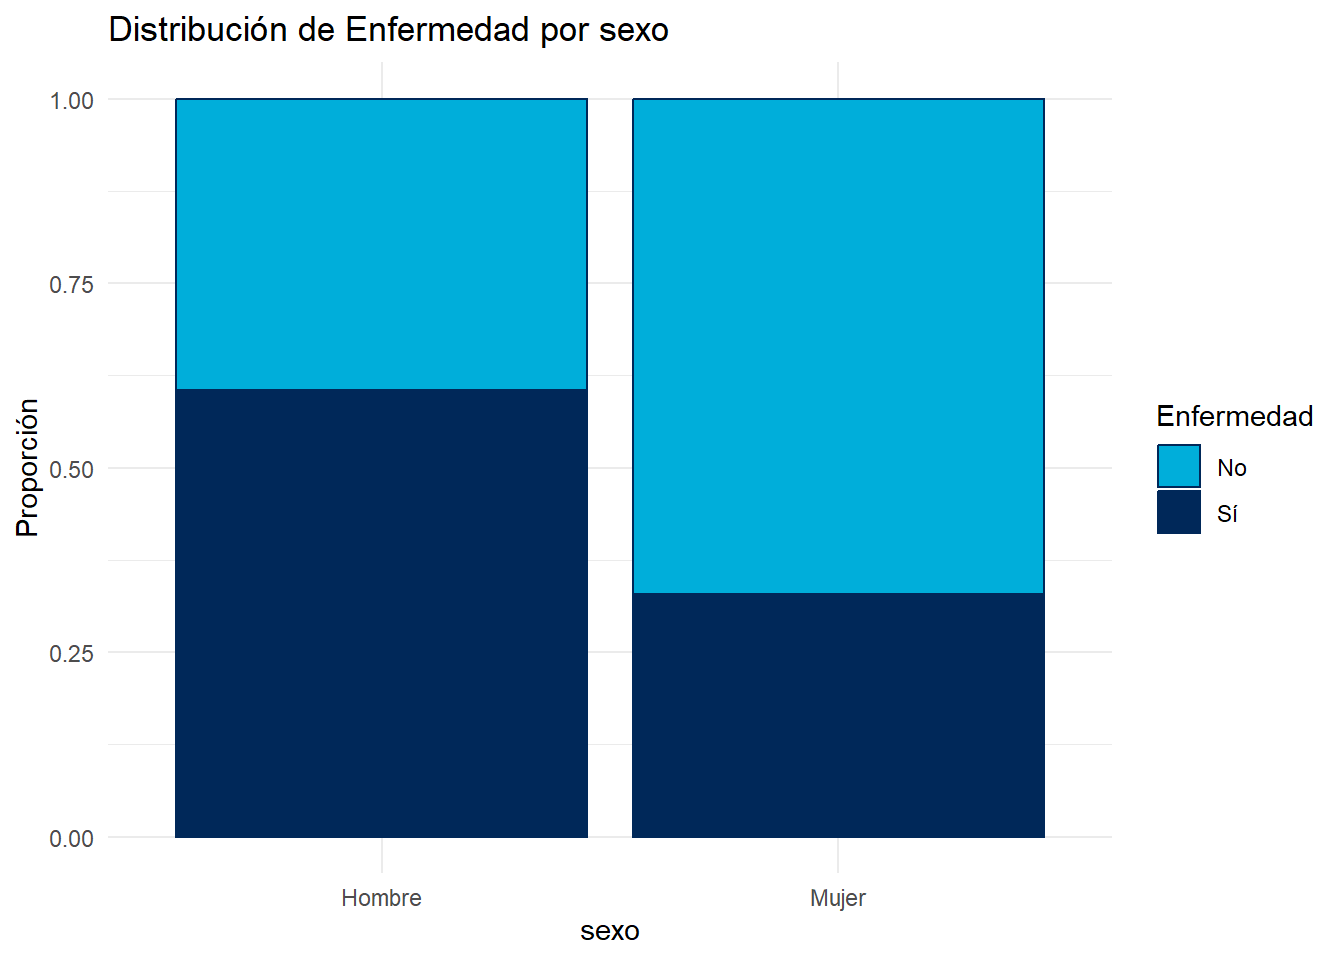 Distribución de Enfermedad por sexo
1.00
0.75
0.50
0.25
0.00
Proporción
Hombre
Mujer
sexo
Enfermedad
No
Sí